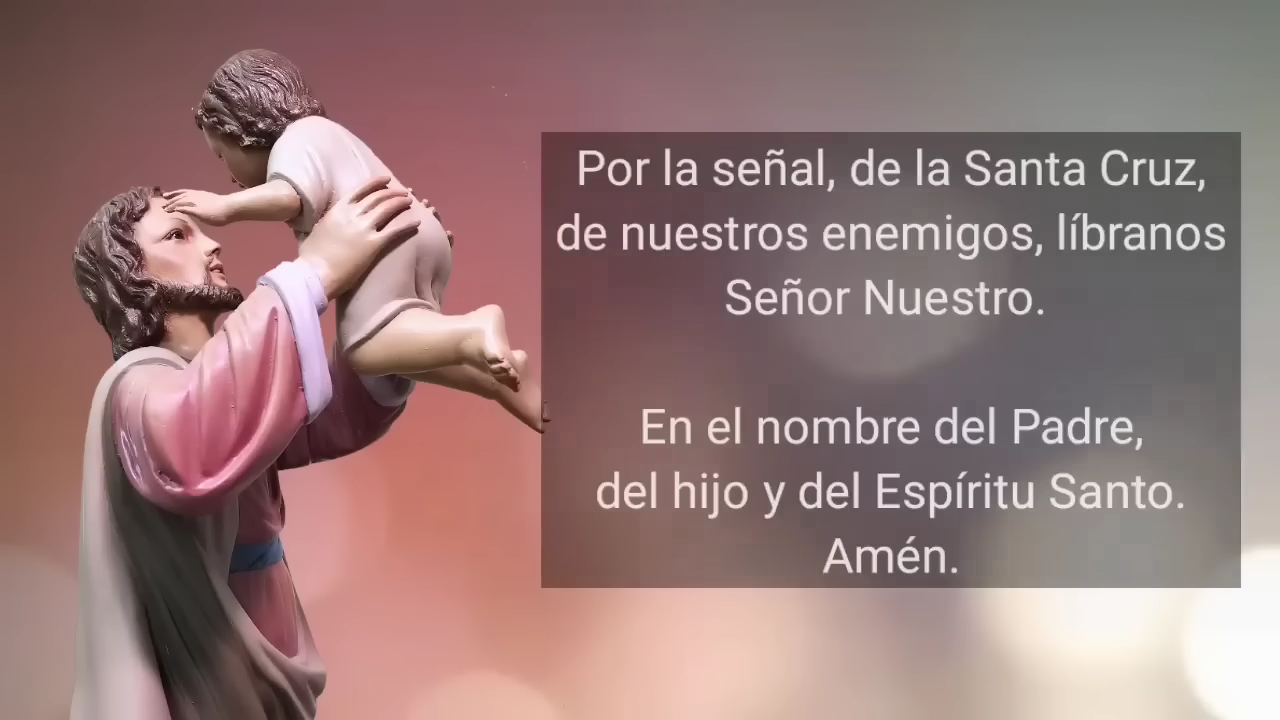 Por la señal, de la Santa Cruz,
de nuestros enemigos, líbranos
Señor Nuestro.
En el nombre del Padre,
del hijo y del Espíritu Santo.
Amén.